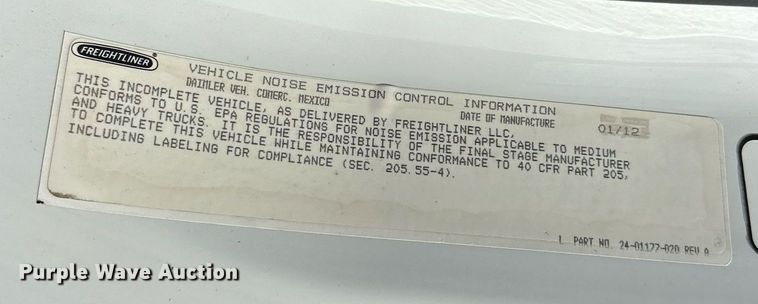 FREIGHTLINER
VEHICLE NOISE EMISSION CONTROL INFORMATION
DAIMLER VEH. COMERC. MEXICO DATE OF MANUFACTURE 01/12
THIS INCOMPLETE VEHICLE, AS DELIVERED BY FREIGHTLINER LLC,
CONFORMS TO U.S. EPA REGULATIONS FOR NOISE EMISSION APPLICABLE TO MEDIUM
AND HEAVY TRUCKS. IT IS THE RESPONSIBILITY OF THE FINAL STAGE MANUFACTURER
TO COMPLETE THIS VEHICLE WHILE MAINTAINING CONFORMANCE TO 40 CFR PART 205,
INCLUDING LABELING FOR COMPLIANCE (SEC. 205.55-4).
PART NO. 24-01177-020 REV A
Purple Wave Auction